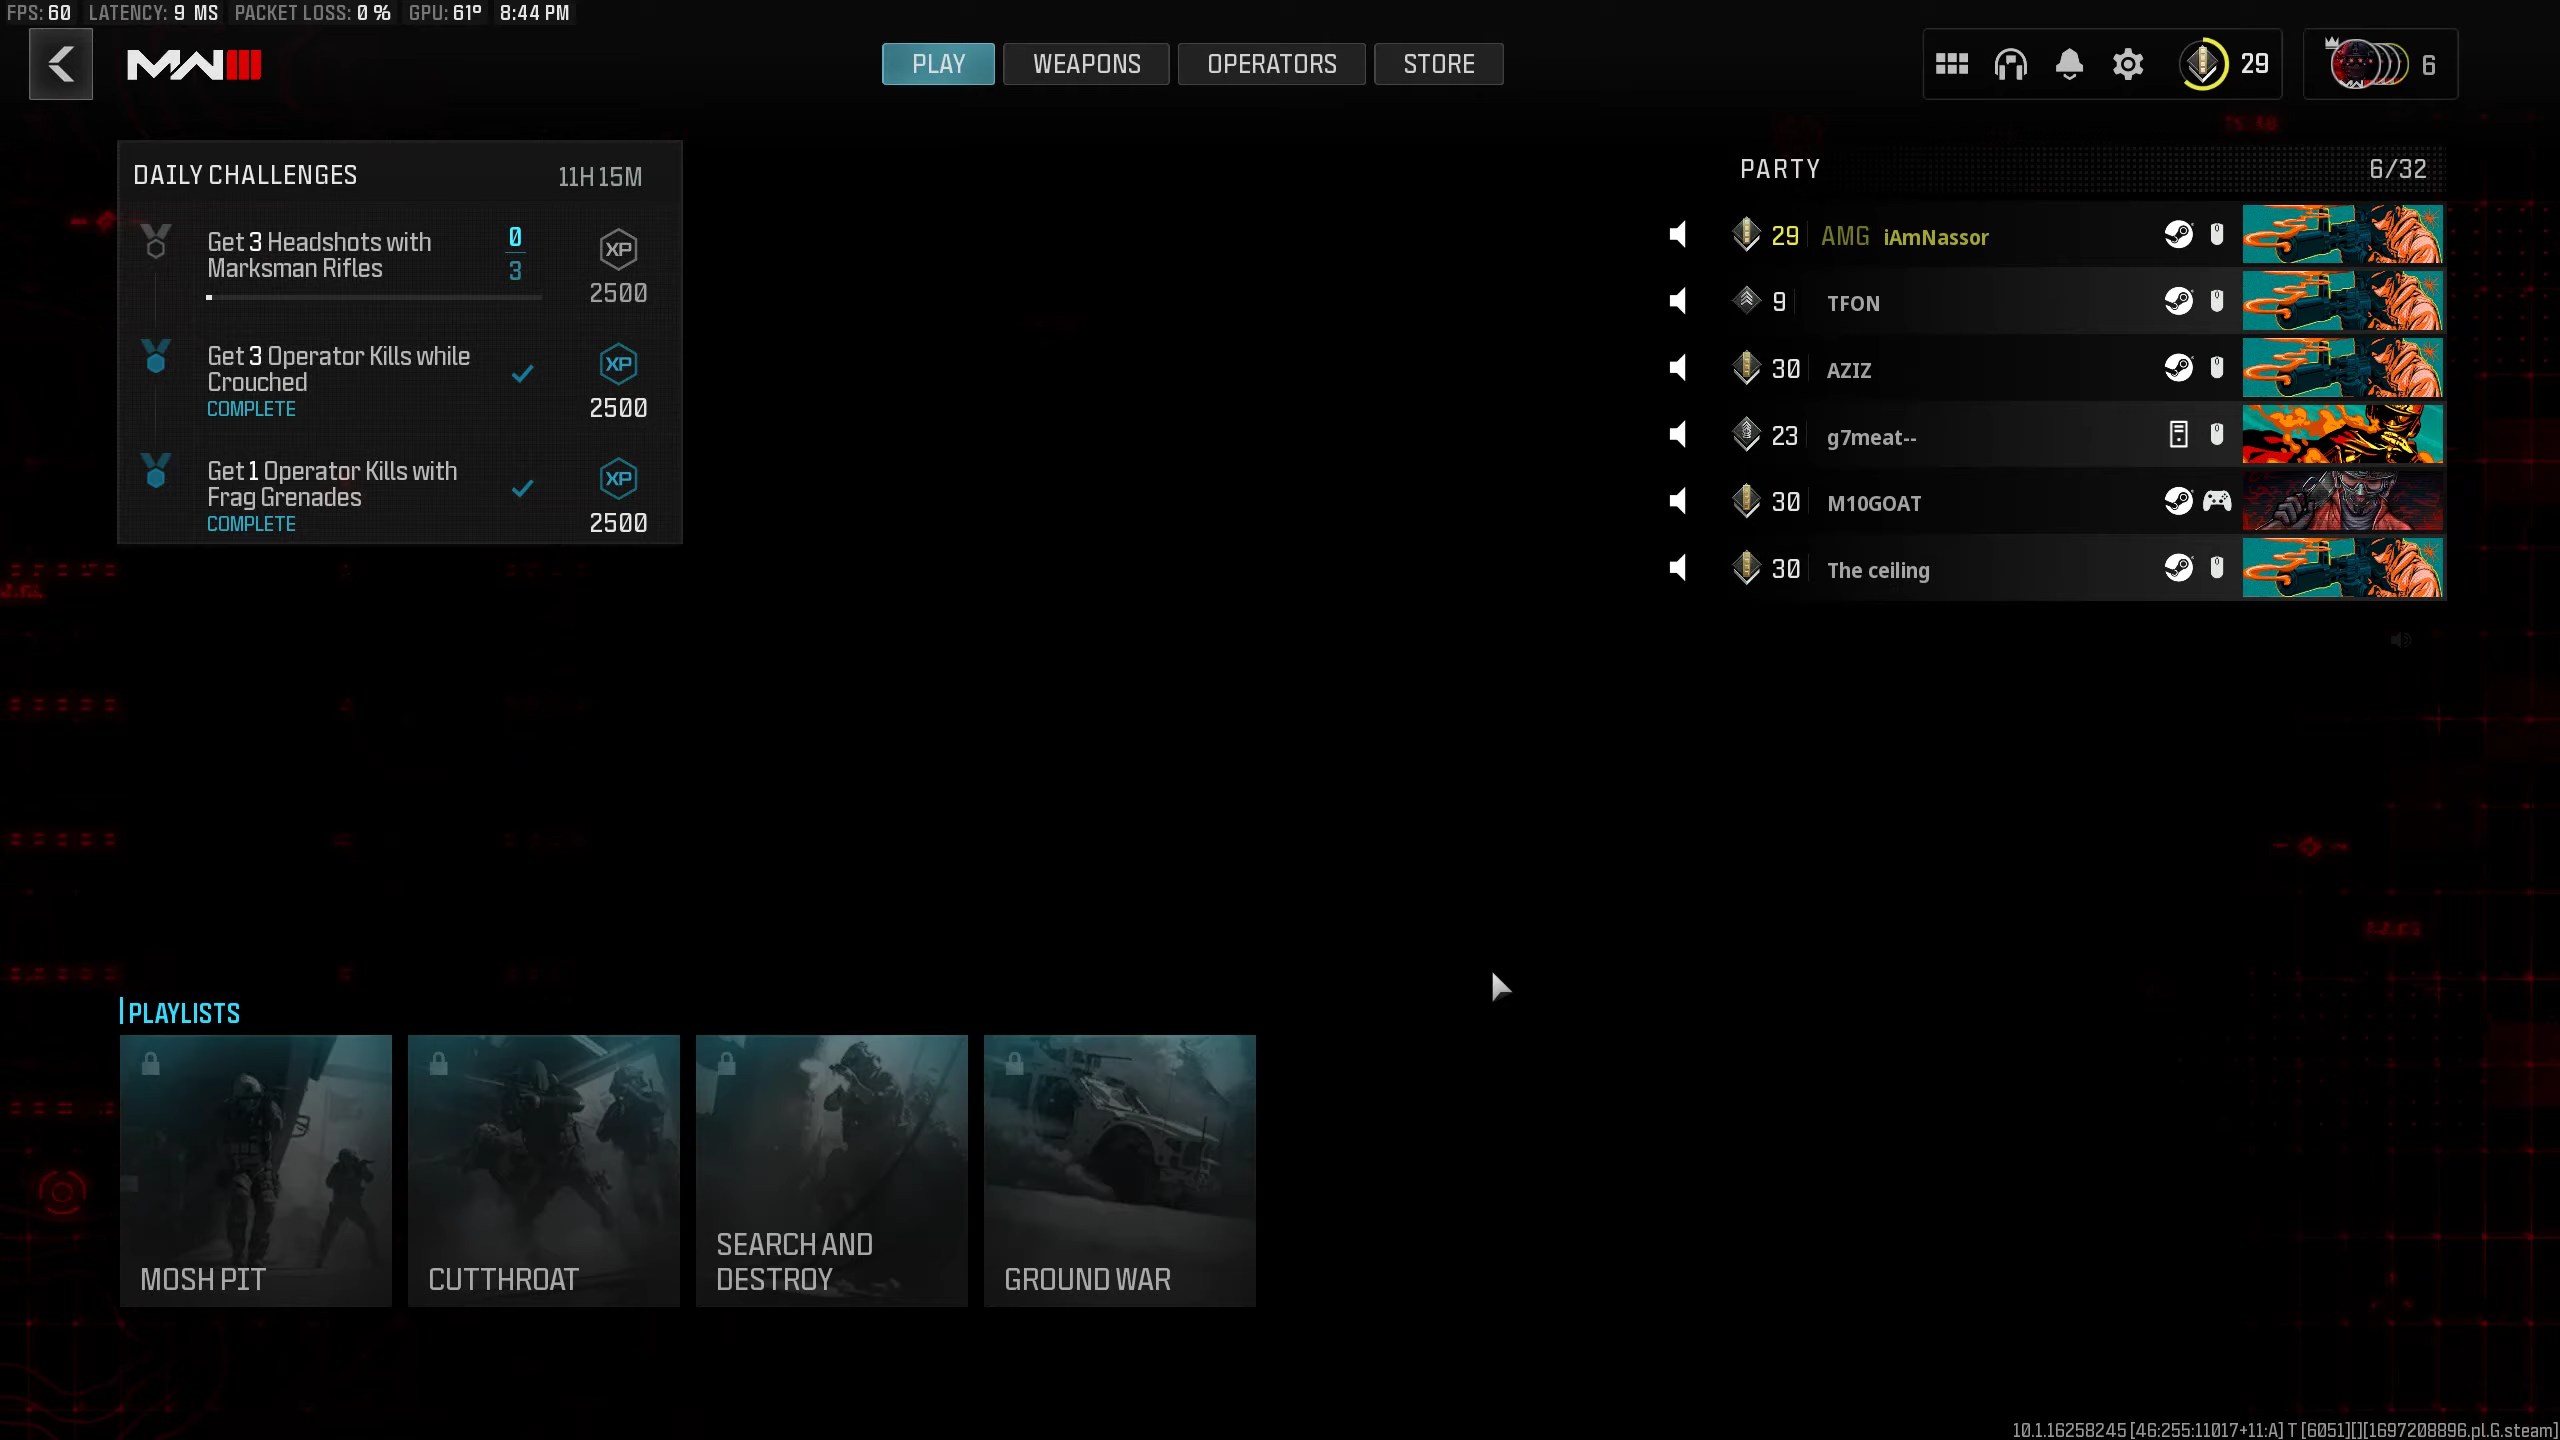 FPS: 60 LATENCY: 9 MS PACKET LOSS: 0 % GPU: 61° 8:44 PM
MWIII
PLAY WEAPONS OPERATORS STORE
29
6
DAILY CHALLENGES 11H 15M
Get 3 Headshots with
Marksman Rifles
0
3
XP
2500
Get 3 Operator Kills while
Crouched
COMPLETE
XP
2500
Get 1 Operator Kills with
Frag Grenades
COMPLETE
XP
2500
PARTY 6/32
29 AMG iAmNassor
9 TFON
30 AZIZ
23 g7meat--
30 M10GOAT
30 The ceiling
PLAYLISTS
MOSH PIT
CUTTHROAT
SEARCH AND
DESTROY
GROUND WAR
10.1.16258245 [46:255:11017+11:A] T [6051][][1697208896.pl.G.steam]